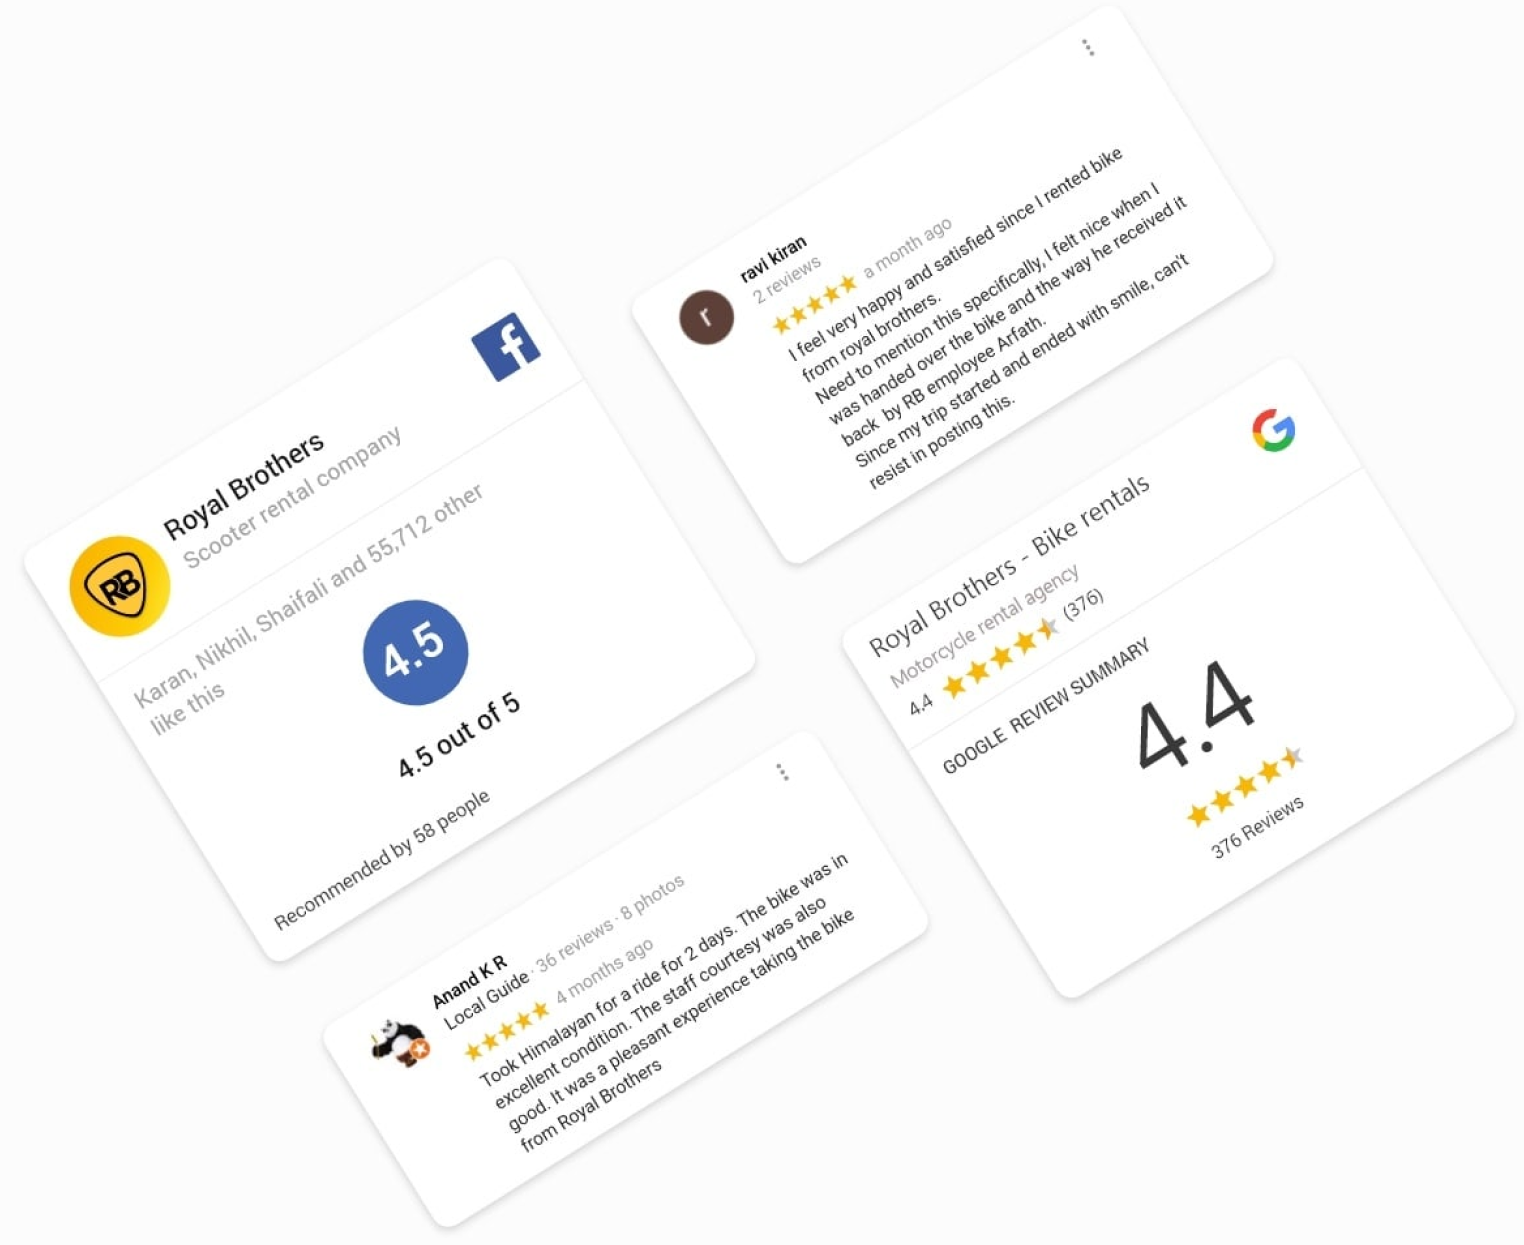 RB
Royal Brothers
Scooter rental company
Karan, Nikhil, Shaifali and 55,712 other
like this
4.5
4.5 out of 5
Recommended by 58 people
r
ravi kiran
2 reviews
a month ago
I feel very happy and satisfied since I rented bike
from royal brothers.
Need to mention this specifically, I felt nice when I
was handed over the bike and the way he received it
back by RB employee Arfath.
Since my trip started and ended with smile, can't
resist in posting this.
Royal Brothers - Bike rentals
Motorcycle rental agency
4.4 (376)
GOOGLE REVIEW SUMMARY
4.4
376 Reviews
Anand K R
Local Guide · 36 reviews · 8 photos
4 months ago
Took Himalayan for a ride for 2 days. The bike was in
excellent condition. The staff courtesy was also
good. It was a pleasant experience taking the bike
from Royal Brothers